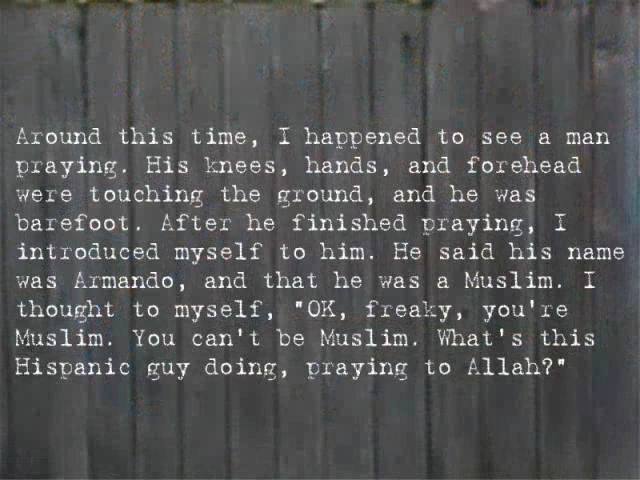 Around this time, I happened to see a man
praying. His knees, hands, and forehead
were touching the ground, and he was
barefoot. After he finished praying, I
introduced myself to him. He said his name
was Armando, and that he was a Muslim. I
thought to myself, "OK, freaky, you're
Muslim. You can't be Muslim. What's this
Hispanic guy doing, praying to Allah?"